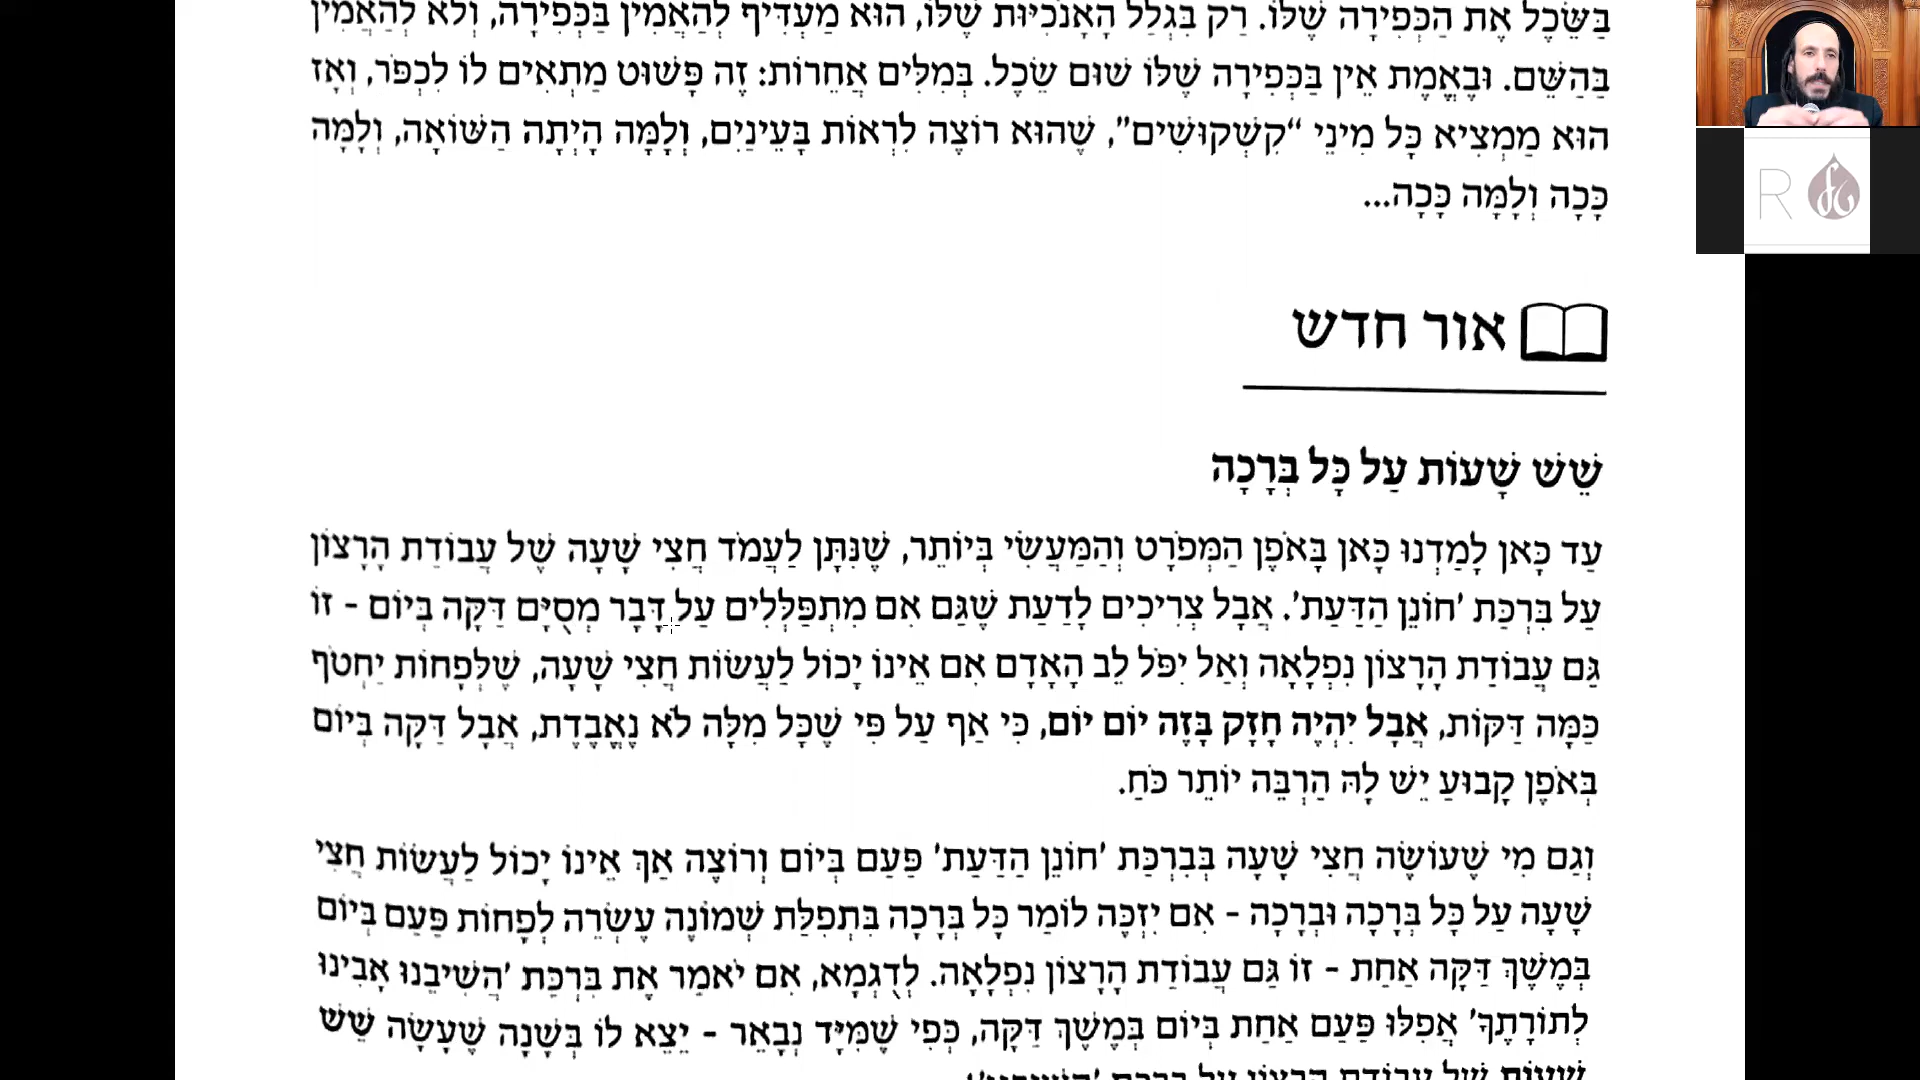 בַּשֵּׂכֶל אֶת הַכְּפִירָה שֶׁלּוֹ. רַק בִּגְלַל הָאָנֹכִיּוּת שֶׁלּוֹ, הוּא מַעְדִּיף לְהַאֲמִין בַּכְּפִירָה, וְלֹא לְהַאֲמִין
בַּהַשֵּׁם. וּבֶאֱמֶת אֵין בַּכְּפִירָה שֶׁלּוֹ שׁוּם שֵׂכֶל. בְּמִלִּים אֲחֵרוֹת: זֶה פָּשׁוּט מַתְאִים לוֹ לִכְפֹּר, וְאָז
הוּא מַמְצִיא כָּל מִינֵי “קִשְׁקוּשִׁים”, שֶׁהוּא רוֹצֶה לִרְאוֹת בָּעֵינַיִם, וְלָמָּה הָיְתָה הַשּׁוֹאָה, וְלָמָּה
כָּכָה וְלָמָּה כָּכָה...
אור חדש
שֵׁשׁ שָׁעוֹת עַל כָּל בְּרָכָה
עַד כָּאן לָמַדְנוּ כָּאן בָּאֹפֶן הַמְּפֹרָט וְהַמַּעֲשִׂי בְּיוֹתֵר, שֶׁנִּתָּן לַעֲמֹד חֲצִי שָׁעָה שֶׁל עֲבוֹדַת הָרָצוֹן
עַל בִּרְכַּת ’חוֹנֵן הַדַּעַת’. אֲבָל צְרִיכִים לָדַעַת שֶׁגַּם אִם מִתְפַּלְּלִים עַל דָּבָר מְסֻיָּם דַּקָּה בְּיוֹם - זוֹ
גַּם עֲבוֹדַת הָרָצוֹן נִפְלָאָה וְאַל יִפֹּל לֵב הָאָדָם אִם אֵינוֹ יָכוֹל לַעֲשׂוֹת חֲצִי שָׁעָה, שֶׁלְּפָחוֹת יַחְטֹף
כַּמָּה דַּקּוֹת, אֲבָל יִהְיֶה חָזָק בָּזֶה יוֹם יוֹם, כִּי אַף עַל פִּי שֶׁכָּל מִלָּה לֹא נֶאֱבֶדֶת, אֲבָל דַּקָּה בְּיוֹם
בְּאֹפֶן קָבוּעַ יֵשׁ לָהּ הַרְבֵּה יוֹתֵר כֹּחַ.
וְגַם מִי שֶׁעוֹשֶׂה חֲצִי שָׁעָה בְּבִרְכַּת ’חוֹנֵן הַדַּעַת’ פַּעַם בְּיוֹם וְרוֹצֶה אַךְ אֵינוֹ יָכוֹל לַעֲשׂוֹת חֲצִי
שָׁעָה עַל כָּל בְּרָכָה וּבְרָכָה - אִם יִזְכֶּה לוֹמַר כָּל בְּרָכָה בִּתְפִלַּת שְׁמוֹנֶה עֶשְׂרֵה לְפָחוֹת פַּעַם בְּיוֹם
בְּמֶשֶׁךְ דַּקָּה אַחַת - זוֹ גַּם עֲבוֹדַת הָרָצוֹן נִפְלָאָה. לְדֻגְמָא, אִם יֹאמַר אֶת בִּרְכַּת ’הֲשִׁיבֵנוּ אָבִינוּ
לְתוֹרָתֶךָ’ אֲפִלּוּ פַּעַם אַחַת בְּיוֹם בְּמֶשֶׁךְ דַּקָּה, כְּפִי שֶׁמִּיָּד נְבָאֵר - יֵצֵא לוֹ בְּשָׁנָה שֶׁעָשָׂה שֵׁשׁ
שָׁעוֹת שֶׁל עֲבוֹדַת הָרָצוֹן עַל בִּרְכַּת
R